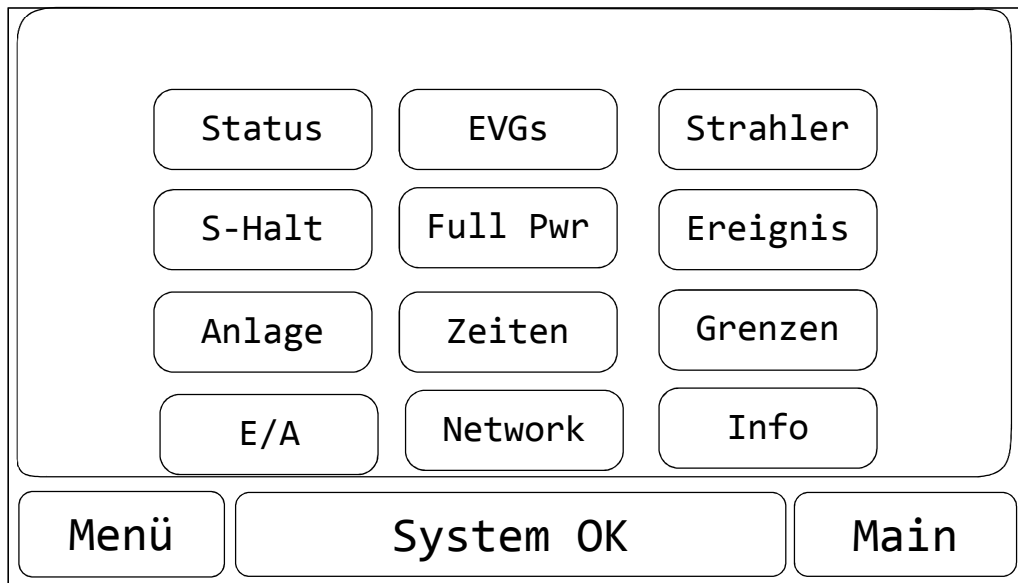 Status EVGs Strahler
S-Halt Full Pwr Ereignis
Anlage Zeiten Grenzen
E/A Network Info
Menü System OK Main